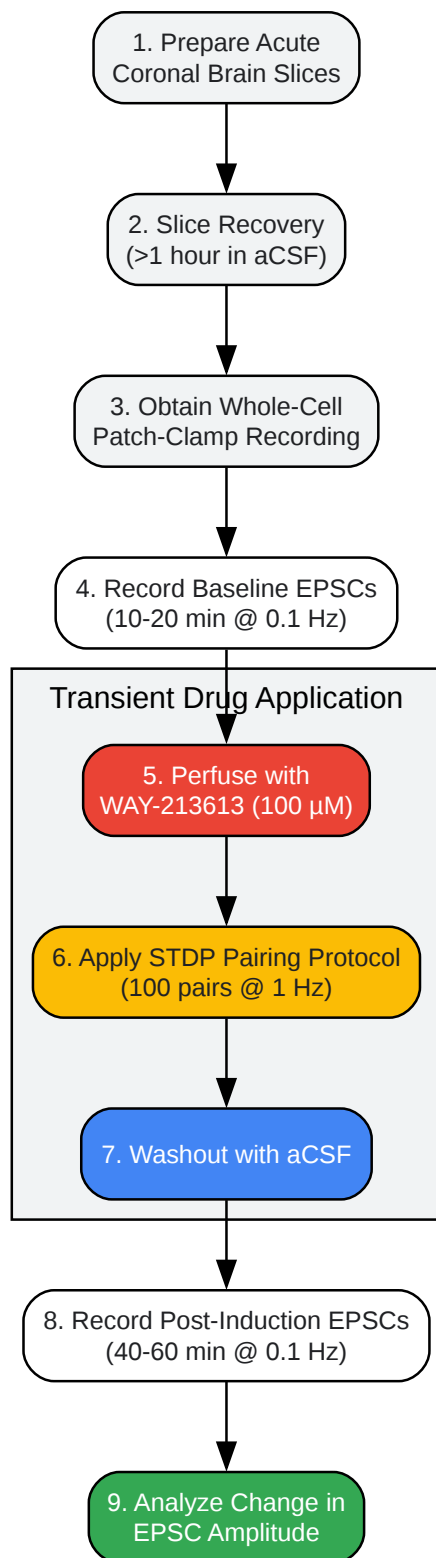 1. Prepare Acute
Coronal Brain Slices
2. Slice Recovery
(>1 hour in aCSF)
3. Obtain Whole-Cell
Patch-Clamp Recording
4. Record Baseline EPSCs
(10-20 min @ 0.1 Hz)
Transient Drug Application
5. Perfuse with
WAY-213613 (100 µM)
6. Apply STDP Pairing Protocol
(100 pairs @ 1 Hz)
7. Washout with aCSF
8. Record Post-Induction EPSCs
(40-60 min @ 0.1 Hz)
9. Analyze Change in
EPSC Amplitude